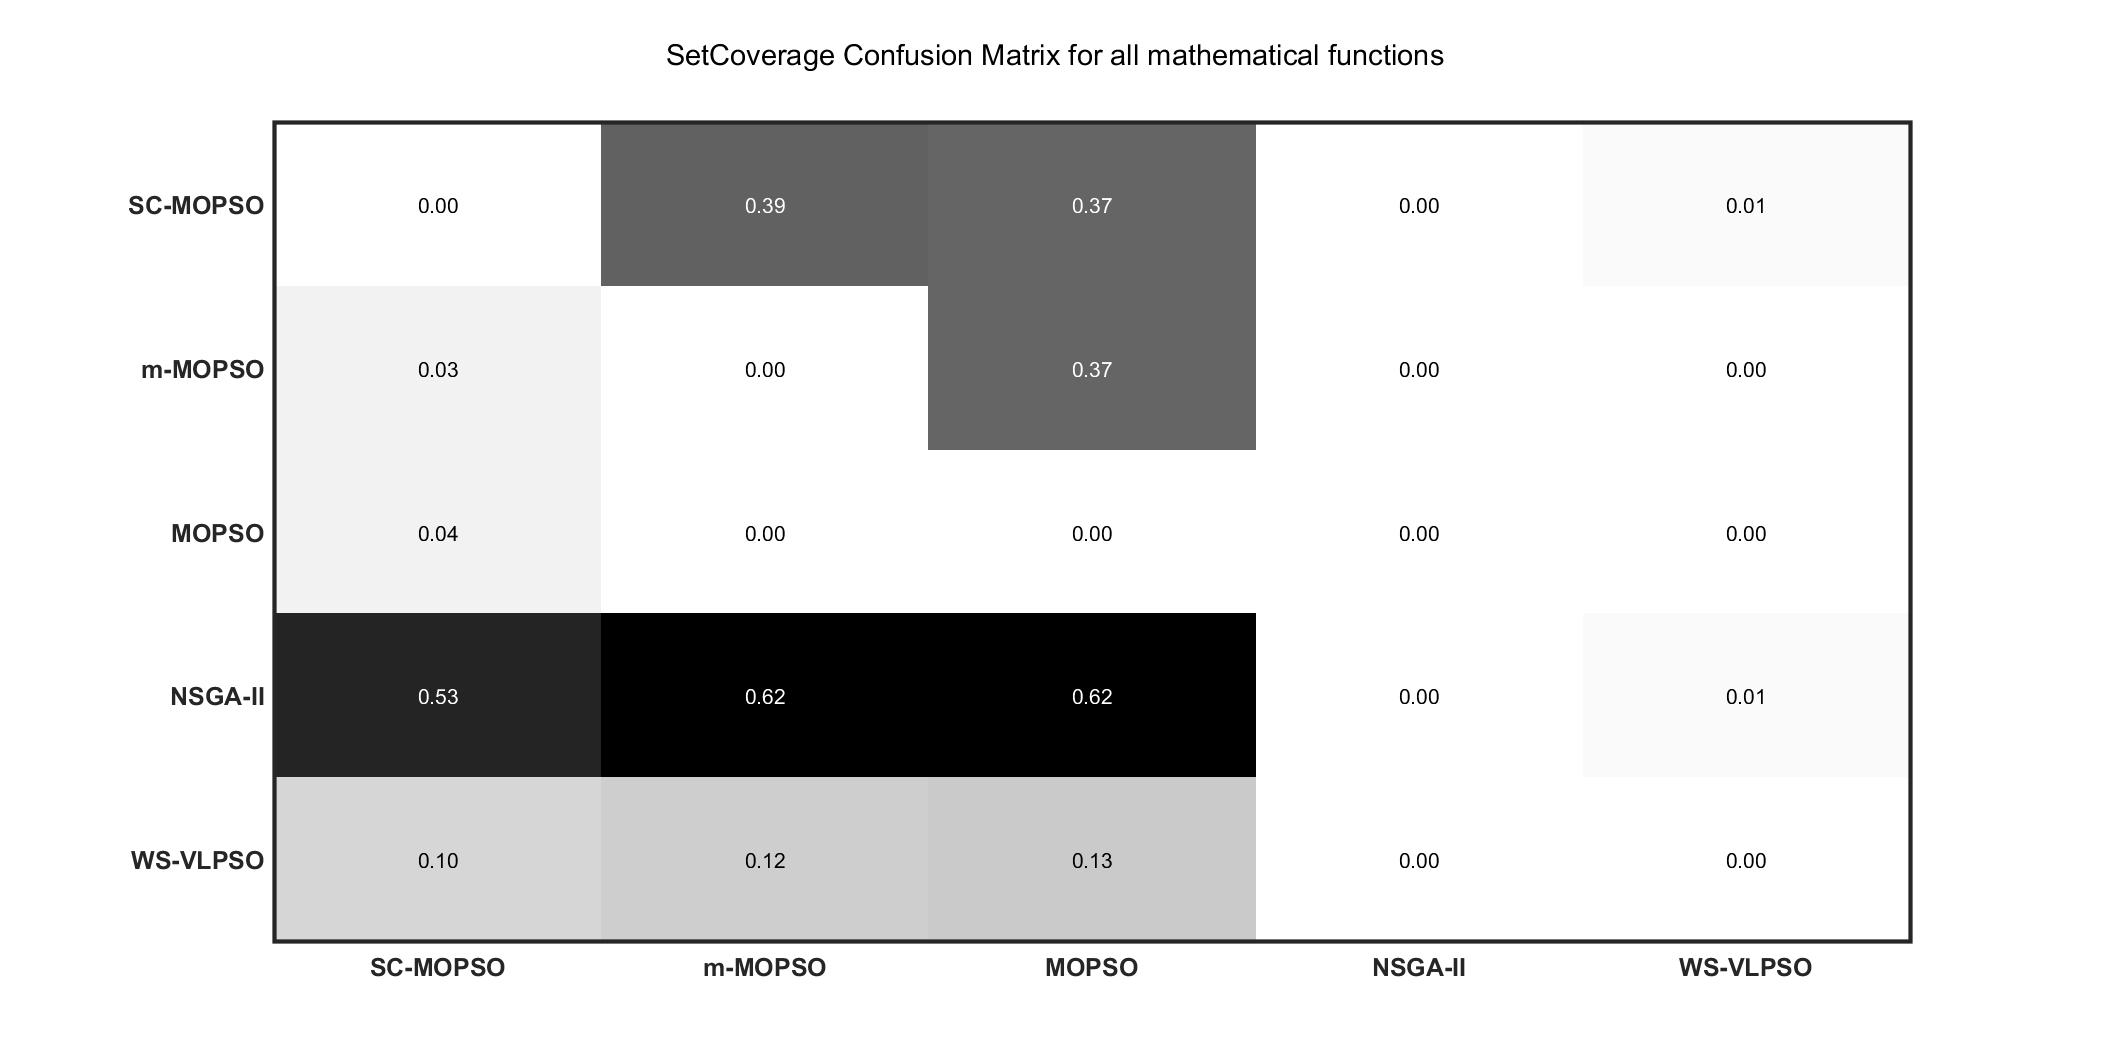 SetCoverage Confusion Matrix for all mathematical functions
SC-MOPSO 0.00 0.39 0.37 0.00 0.01
m-MOPSO 0.03 0.00 0.37 0.00 0.00
MOPSO 0.04 0.00 0.00 0.00 0.00
NSGA-II 0.53 0.62 0.62 0.00 0.01
WS-VLPSO 0.10 0.12 0.13 0.00 0.00
SC-MOPSO m-MOPSO MOPSO NSGA-II WS-VLPSO